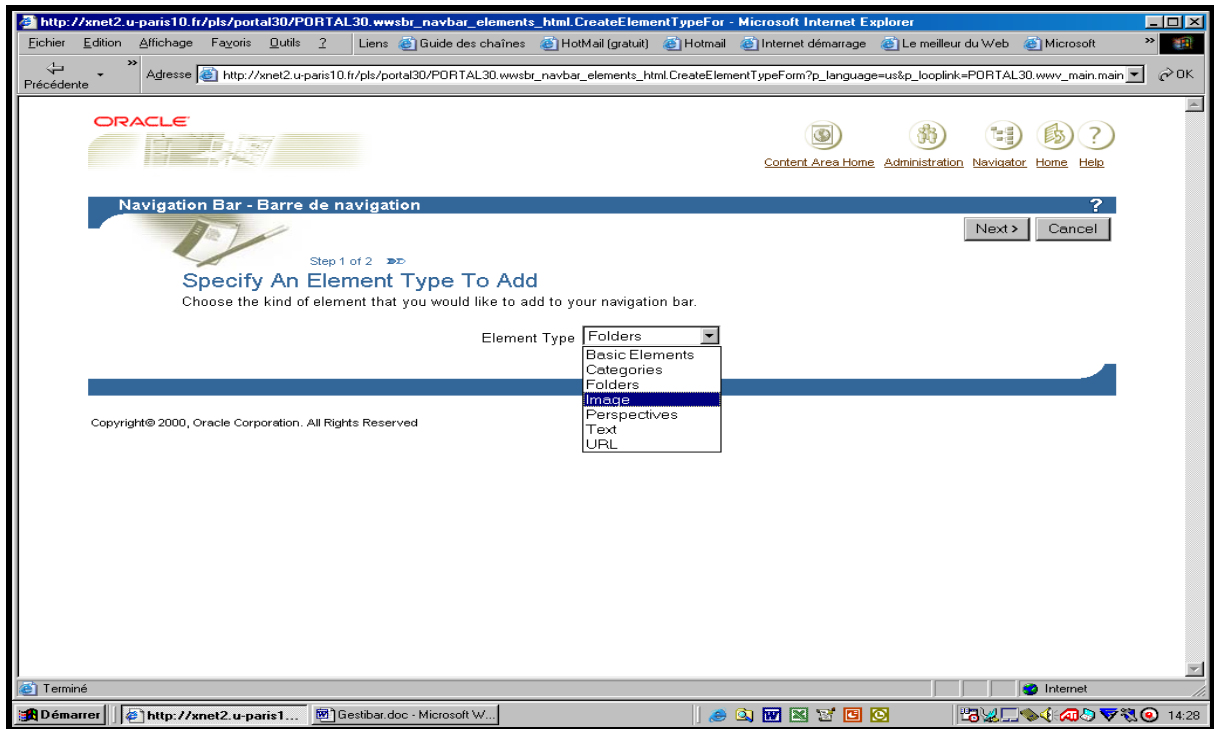 http://xnet2.u-paris10.fr/pls/portal30/PORTAL30.wwsbr_navbar_elements_html.CreateElementTypeFor - Microsoft Internet Explorer
Fichier Edition Affichage Favoris Outils ? Liens Guide des chaînes HotMail (gratuit) Hotmail Internet démarrage Le meilleur du Web Microsoft »
Précédente » Adresse http://xnet2.u-paris10.fr/pls/portal30/PORTAL30.wwsbr_navbar_elements_html.CreateElementTypeForm?p_language=us&p_looplink=PORTAL30.wwv_main.main OK
ORACLE
Content Area Home Administration Navigator Home Help
Navigation Bar - Barre de navigation ?
Next > Cancel
Step 1 of 2
Specify An Element Type To Add
Choose the kind of element that you would like to add to your navigation bar.
Element Type Folders
Basic Elements
Categories
Folders
Image
Perspectives
Text
URL
Copyright© 2000, Oracle Corporation. All Rights Reserved
Terminé Internet
Démarrer http://xnet2.u-paris1... Gestibar.doc - Microsoft W... 14:28